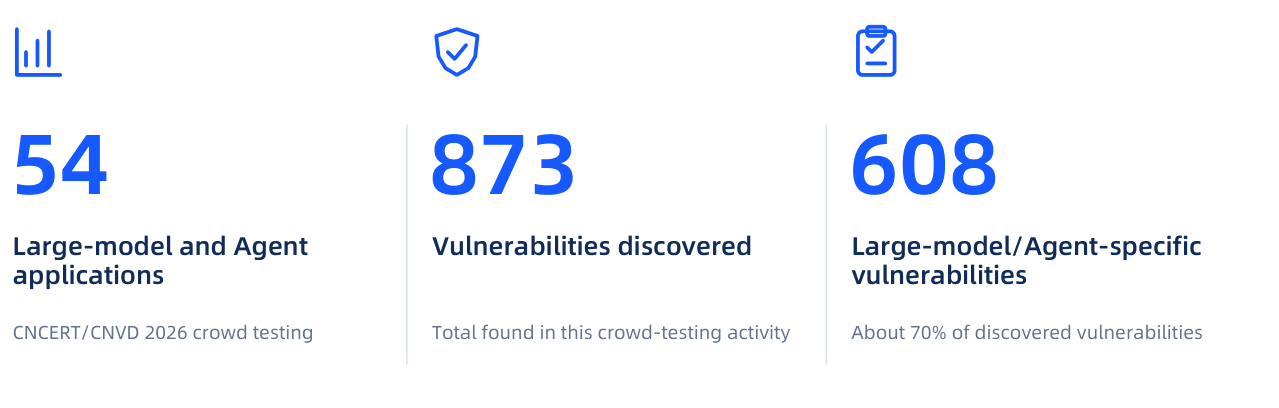 54
Large-model and Agent
applications
CNCERT/CNVD 2026 crowd testing
873
Vulnerabilities discovered
Total found in this crowd-testing activity
608
Large-model/Agent-specific
vulnerabilities
About 70% of discovered vulnerabilities